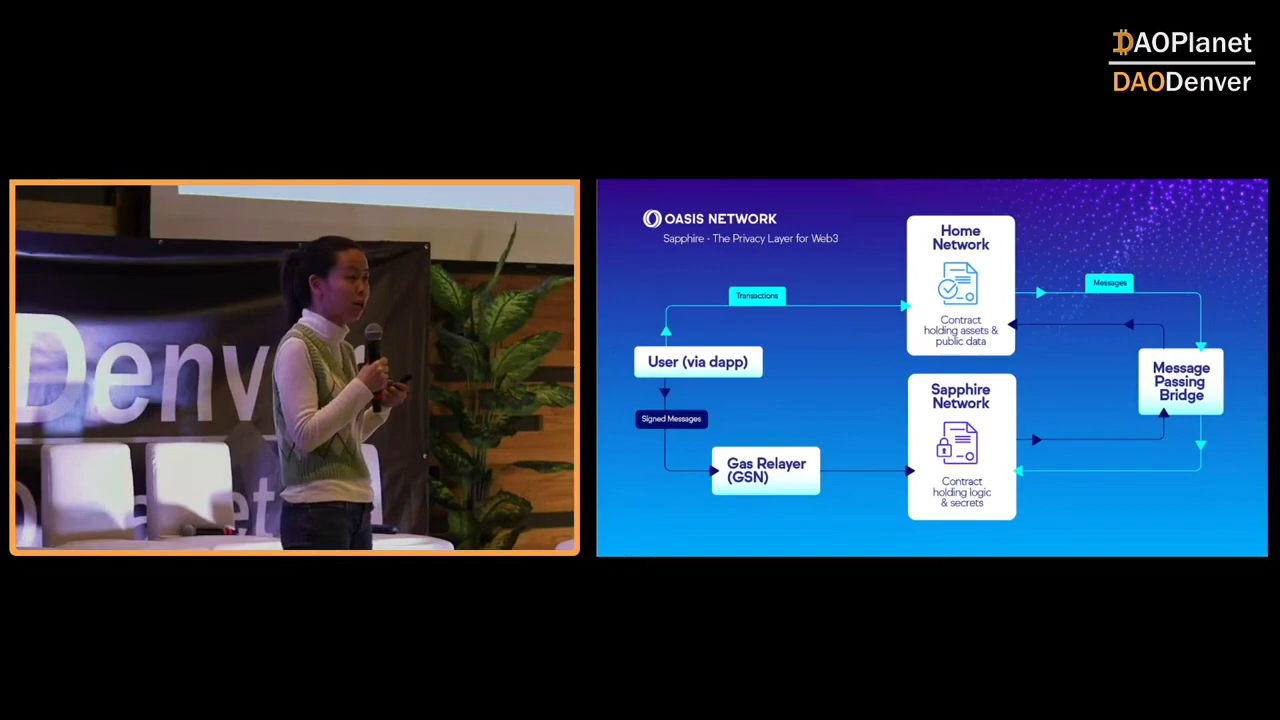 DAOPlanet
DAODenver
Denver
OASIS NETWORK
Sapphire - The Privacy Layer for Web3
Home
Network
Contract
holding assets &
public data
Transactions
Messages
User (via dapp)
Signed Messages
Gas Relayer
(GSN)
Sapphire
Network
Contract
holding logic
& secrets
Message
Passing
Bridge